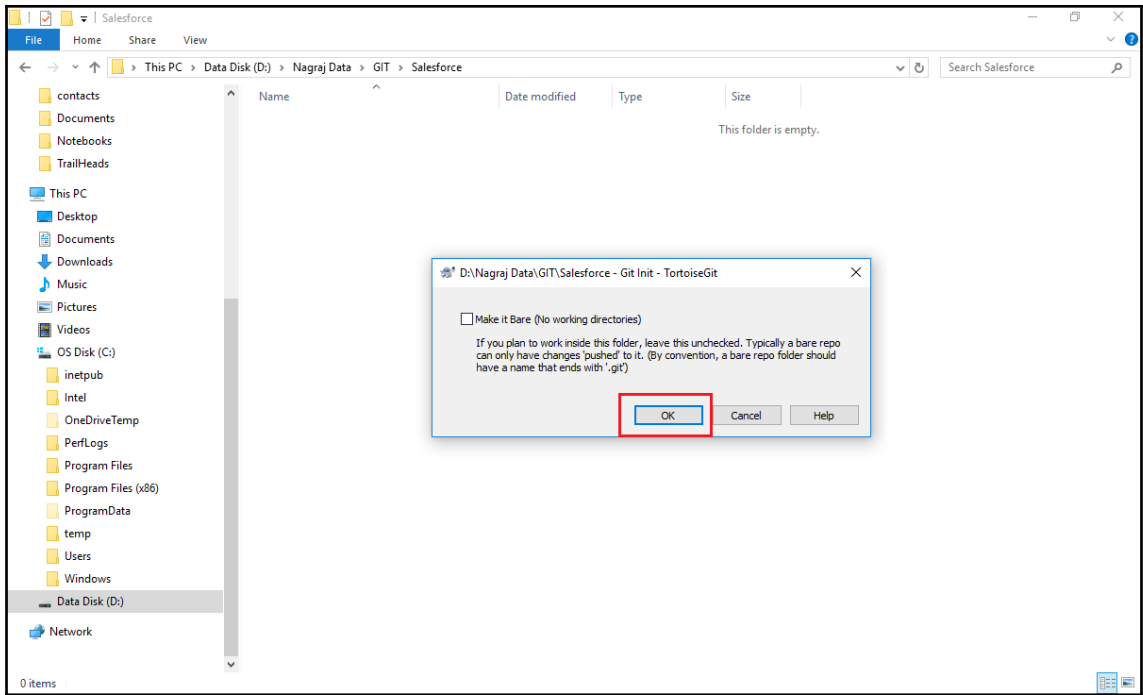 Salesforce
File Home Share View
This PC > Data Disk (D:) > Nagraj Data > GIT > Salesforce
Search Salesforce
contacts
Documents
Notebooks
TrailHeads
This PC
Desktop
Documents
Downloads
Music
Pictures
Videos
OS Disk (C:)
inetpub
Intel
OneDriveTemp
PerfLogs
Program Files
Program Files (x86)
ProgramData
temp
Users
Windows
Data Disk (D:)
Network
Name Date modified Type Size
This folder is empty.
D:\Nagraj Data\GIT\Salesforce - Git Init - TortoiseGit
Make it Bare (No working directories)
If you plan to work inside this folder, leave this unchecked. Typically a bare repo
can only have changes 'pushed' to it. (By convention, a bare repo folder should
have a name that ends with '.git')
OK Cancel Help
0 items